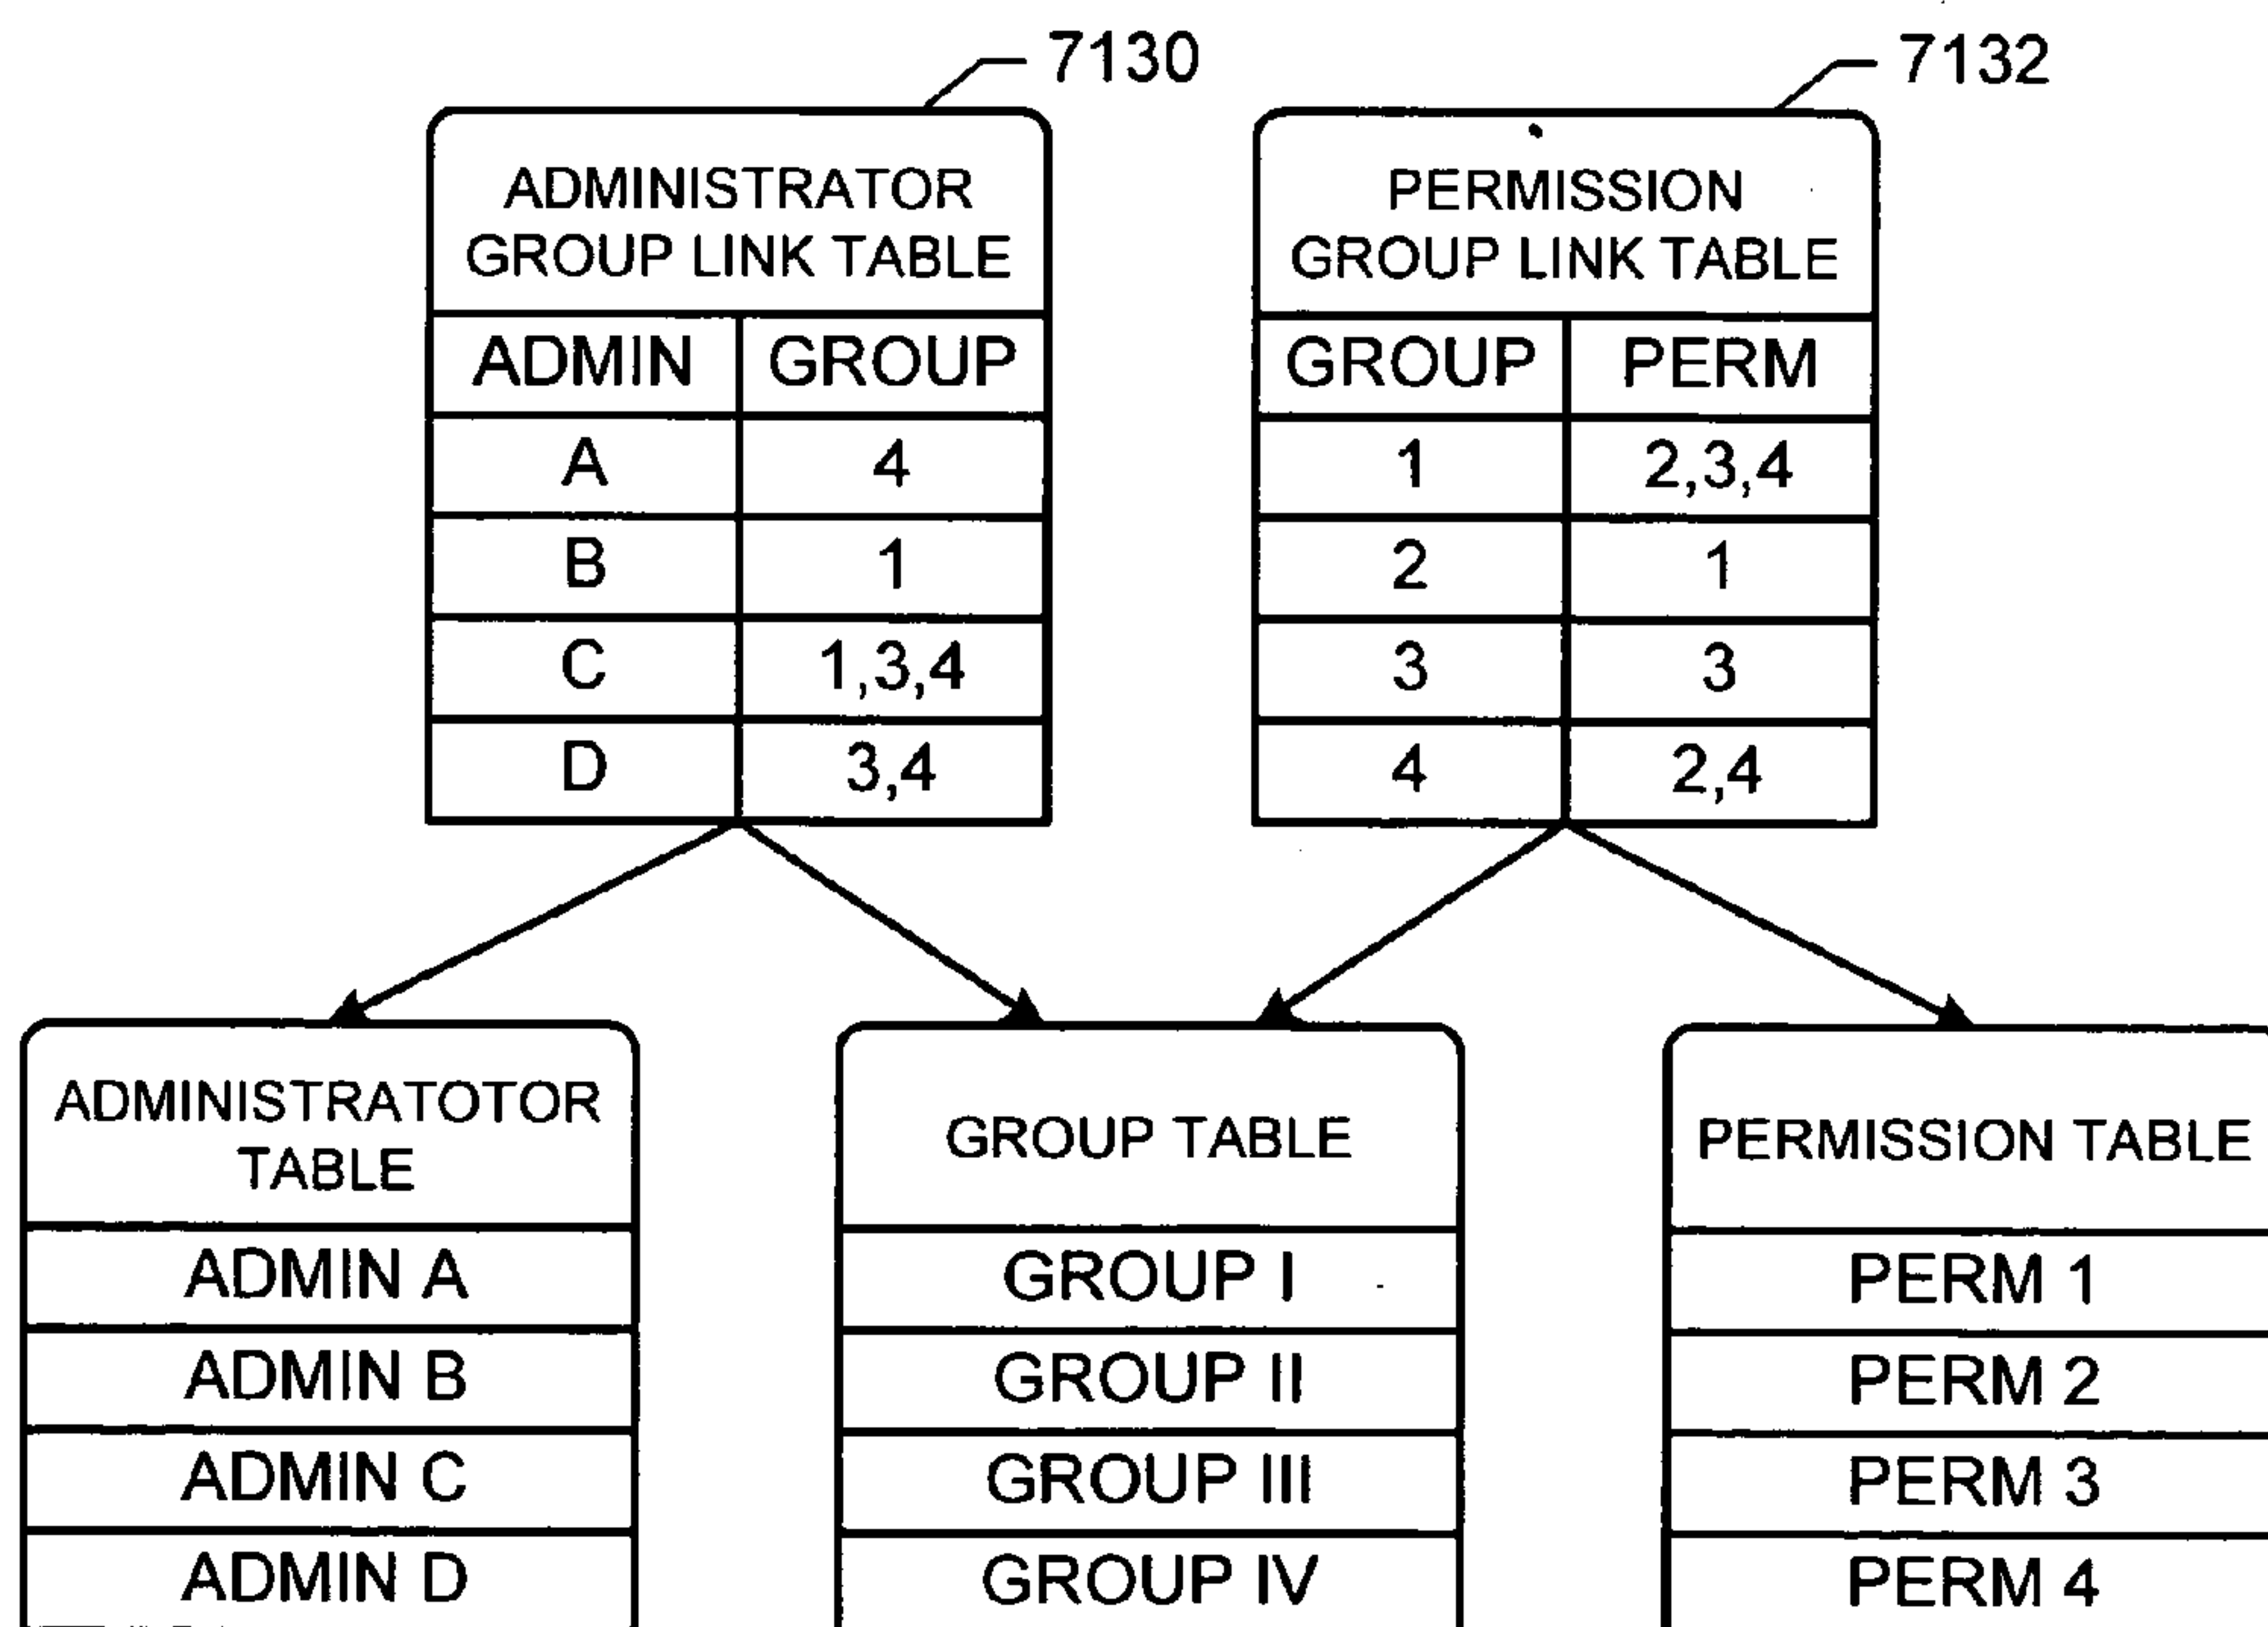 7130
7132
ADMINISTRATOR
GROUP LINK TABLE
ADMIN GROUP
A 4
B 1
C 1,3,4
D 3,4
PERMISSION
GROUP LINK TABLE
GROUP PERM
1 2,3,4
2 1
3 3
4 2,4
ADMINISTRATOTOR
TABLE
ADMIN A
ADMIN B
ADMIN C
ADMIN D
GROUP TABLE
GROUP I
GROUP II
GROUP III
GROUP IV
PERMISSION TABLE
PERM 1
PERM 2
PERM 3
PERM 4